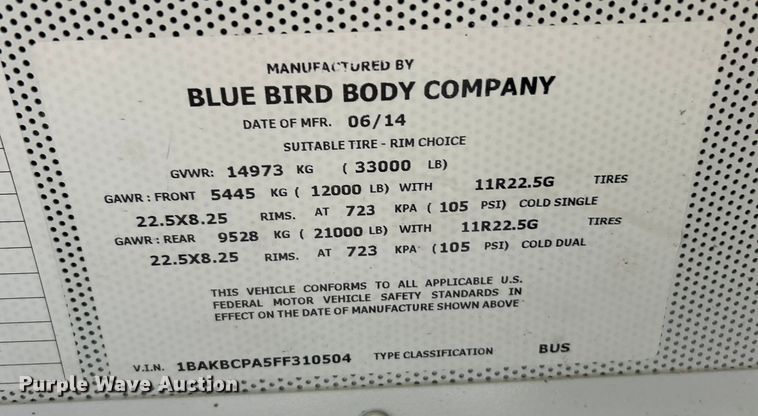 MANUFACTURED BY
BLUE BIRD BODY COMPANY
DATE OF MFR. 06/14
SUITABLE TIRE - RIM CHOICE
GVWR: 14973 KG ( 33000 LB)
GAWR : FRONT 5445 KG ( 12000 LB) WITH 11R22.5G TIRES
22.5X8.25 RIMS. AT 723 KPA ( 105 PSI) COLD SINGLE
GAWR : REAR 9528 KG ( 21000 LB) WITH 11R22.5G TIRES
22.5X8.25 RIMS. AT 723 KPA ( 105 PSI) COLD DUAL
THIS VEHICLE CONFORMS TO ALL APPLICABLE U.S.
FEDERAL MOTOR VEHICLE SAFETY STANDARDS IN
EFFECT ON THE DATE OF MANUFACTURE SHOWN ABOVE
V.I.N. 1BAKBCPA5FF310504 TYPE CLASSIFICATION BUS
Purple Wave Auction